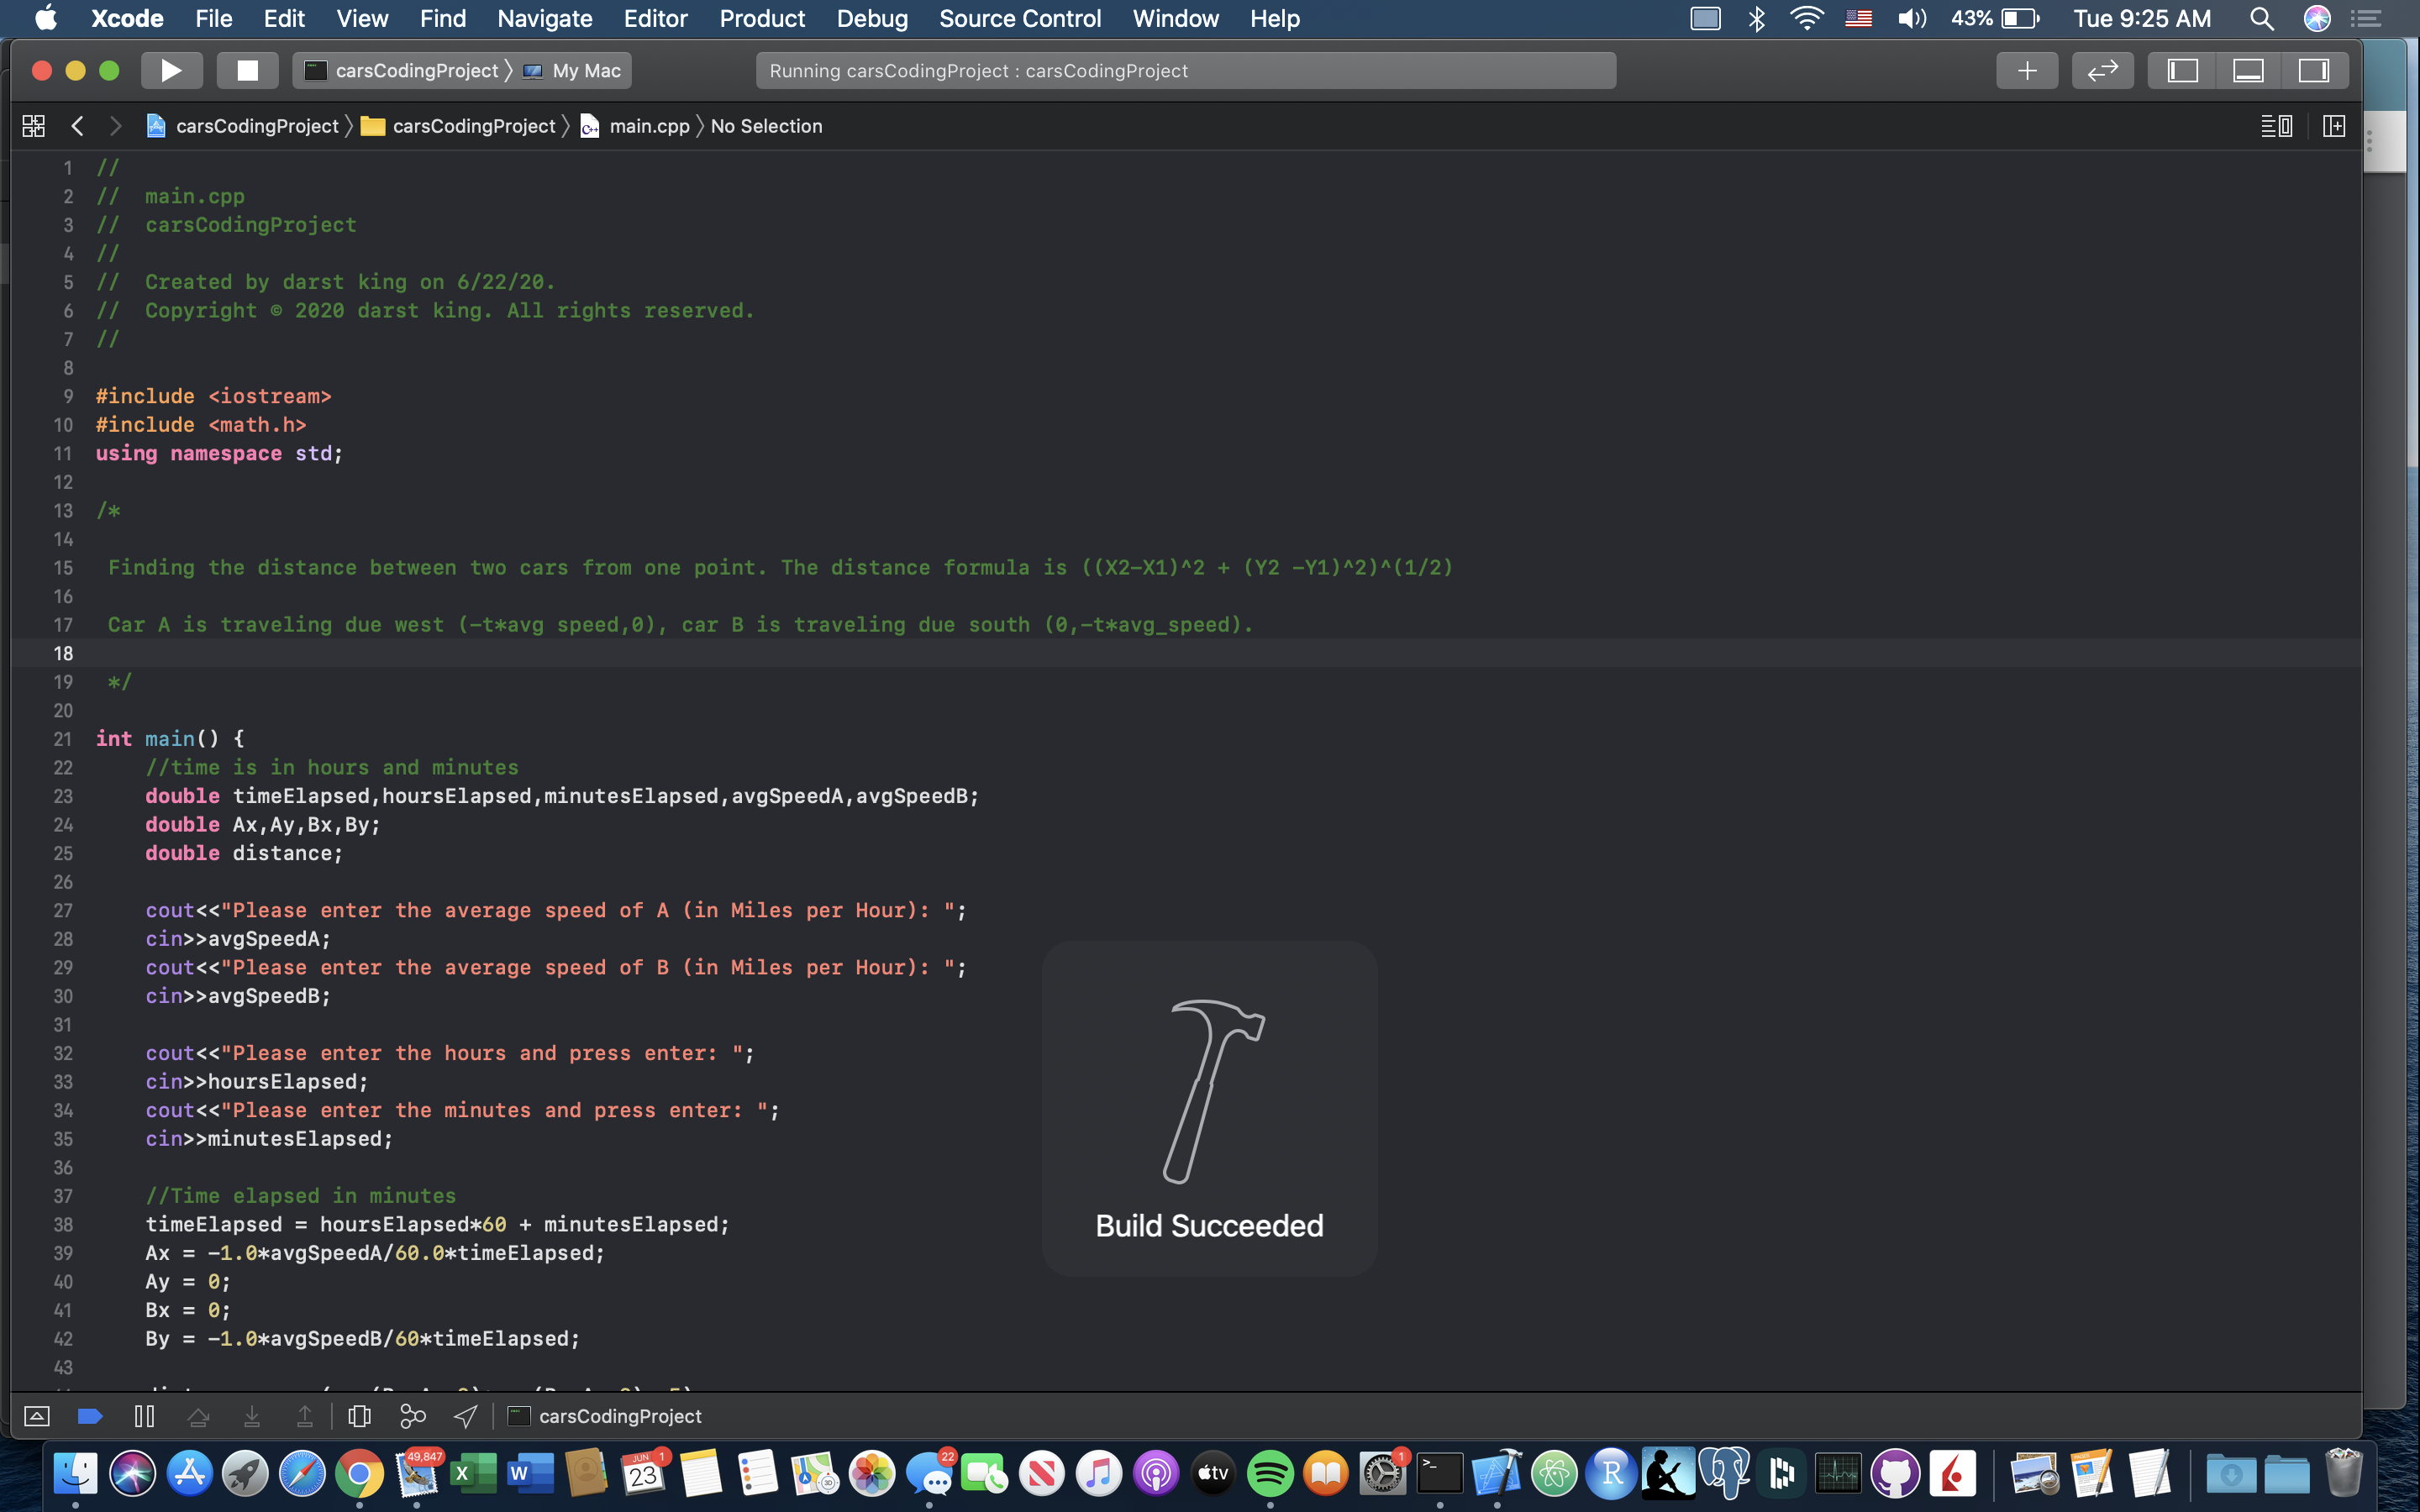 Xcode File Edit View Find Navigate Editor Product Debug Source Control Window Help 43% Tue 9:25 AM
carsCodingProject My Mac Running carsCodingProject : carsCodingProject
carsCodingProject carsCodingProject main.cpp No Selection
1 //
2 //  main.cpp
3 //  carsCodingProject
4 //
5 //  Created by darst king on 6/22/20.
6 //  Copyright © 2020 darst king. All rights reserved.
7 //
8
9 #include <iostream>
10 #include <math.h>
11 using namespace std;
12
13 /*
14
15 Finding the distance between two cars from one point. The distance formula is ((X2-X1)^2 + (Y2 -Y1)^2)^(1/2)
16
17 Car A is traveling due west (-t*avg speed,0), car B is traveling due south (0,-t*avg_speed).
18
19 */
20
21 int main() {
22 //time is in hours and minutes
23 double timeElapsed,hoursElapsed,minutesElapsed,avgSpeedA,avgSpeedB;
24 double Ax,Ay,Bx,By;
25 double distance;
26
27 cout<<"Please enter the average speed of A (in Miles per Hour): ";
28 cin>>avgSpeedA;
29 cout<<"Please enter the average speed of B (in Miles per Hour): ";
30 cin>>avgSpeedB;
31
32 cout<<"Please enter the hours and press enter: ";
33 cin>>hoursElapsed;
34 cout<<"Please enter the minutes and press enter: ";
35 cin>>minutesElapsed;
36
37 //Time elapsed in minutes
38 timeElapsed = hoursElapsed*60 + minutesElapsed;
39 Ax = -1.0*avgSpeedA/60.0*timeElapsed;
40 Ay = 0;
41 Bx = 0;
42 By = -1.0*avgSpeedB/60*timeElapsed;
43
Build Succeeded
carsCodingProject
49,847 JUN 1 23 22 tv 1